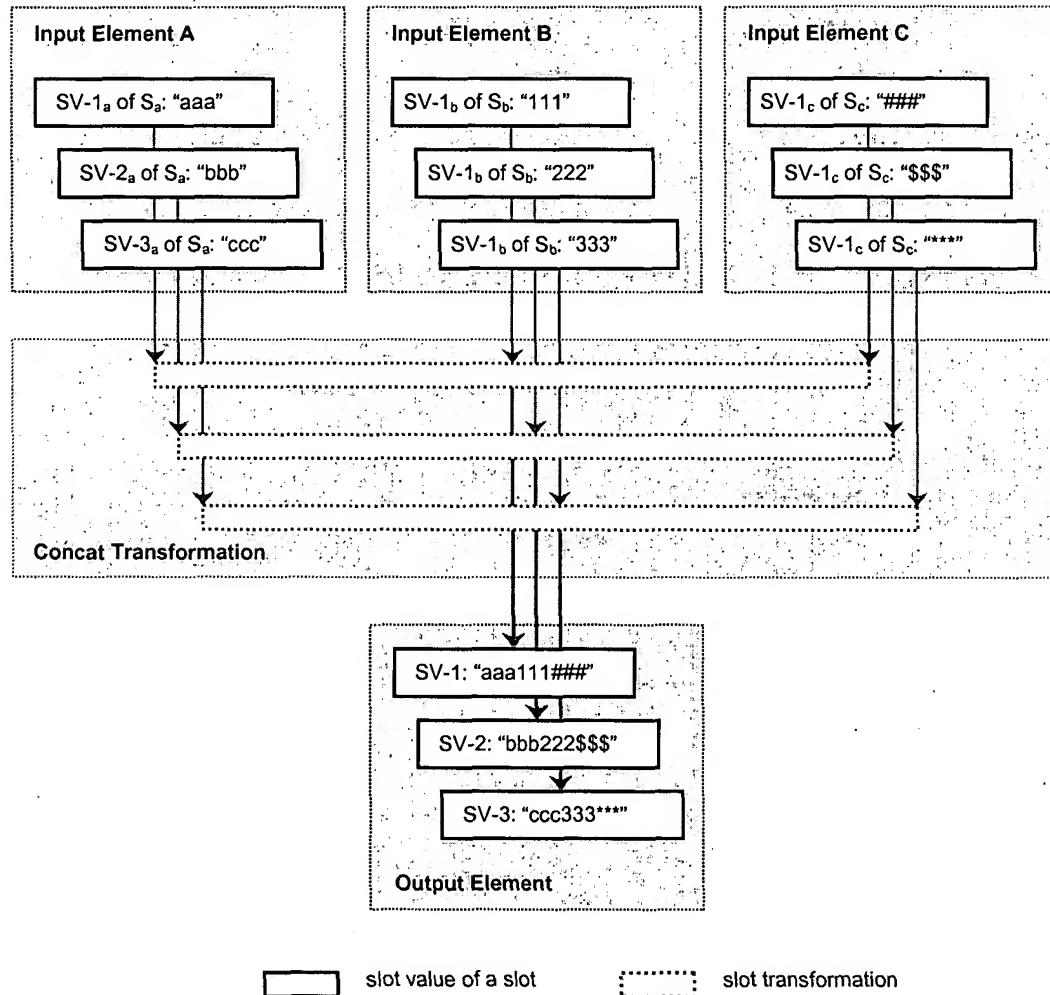 Input Element A
SV-1a of Sa: “aaa”
SV-2a of Sa: “bbb”
SV-3a of Sa: “ccc”
Input Element B
SV-1b of Sb: “111”
SV-1b of Sb: “222”
SV-1b of Sb: “333”
Input Element C
SV-1c of Sc: “###”
SV-1c of Sc: “$$$”
SV-1c of Sc: “***”
Concat Transformation
SV-1: “aaa111###”
SV-2: “bbb222$$$”
SV-3: “ccc333***”
Output Element
slot value of a slot
slot transformation